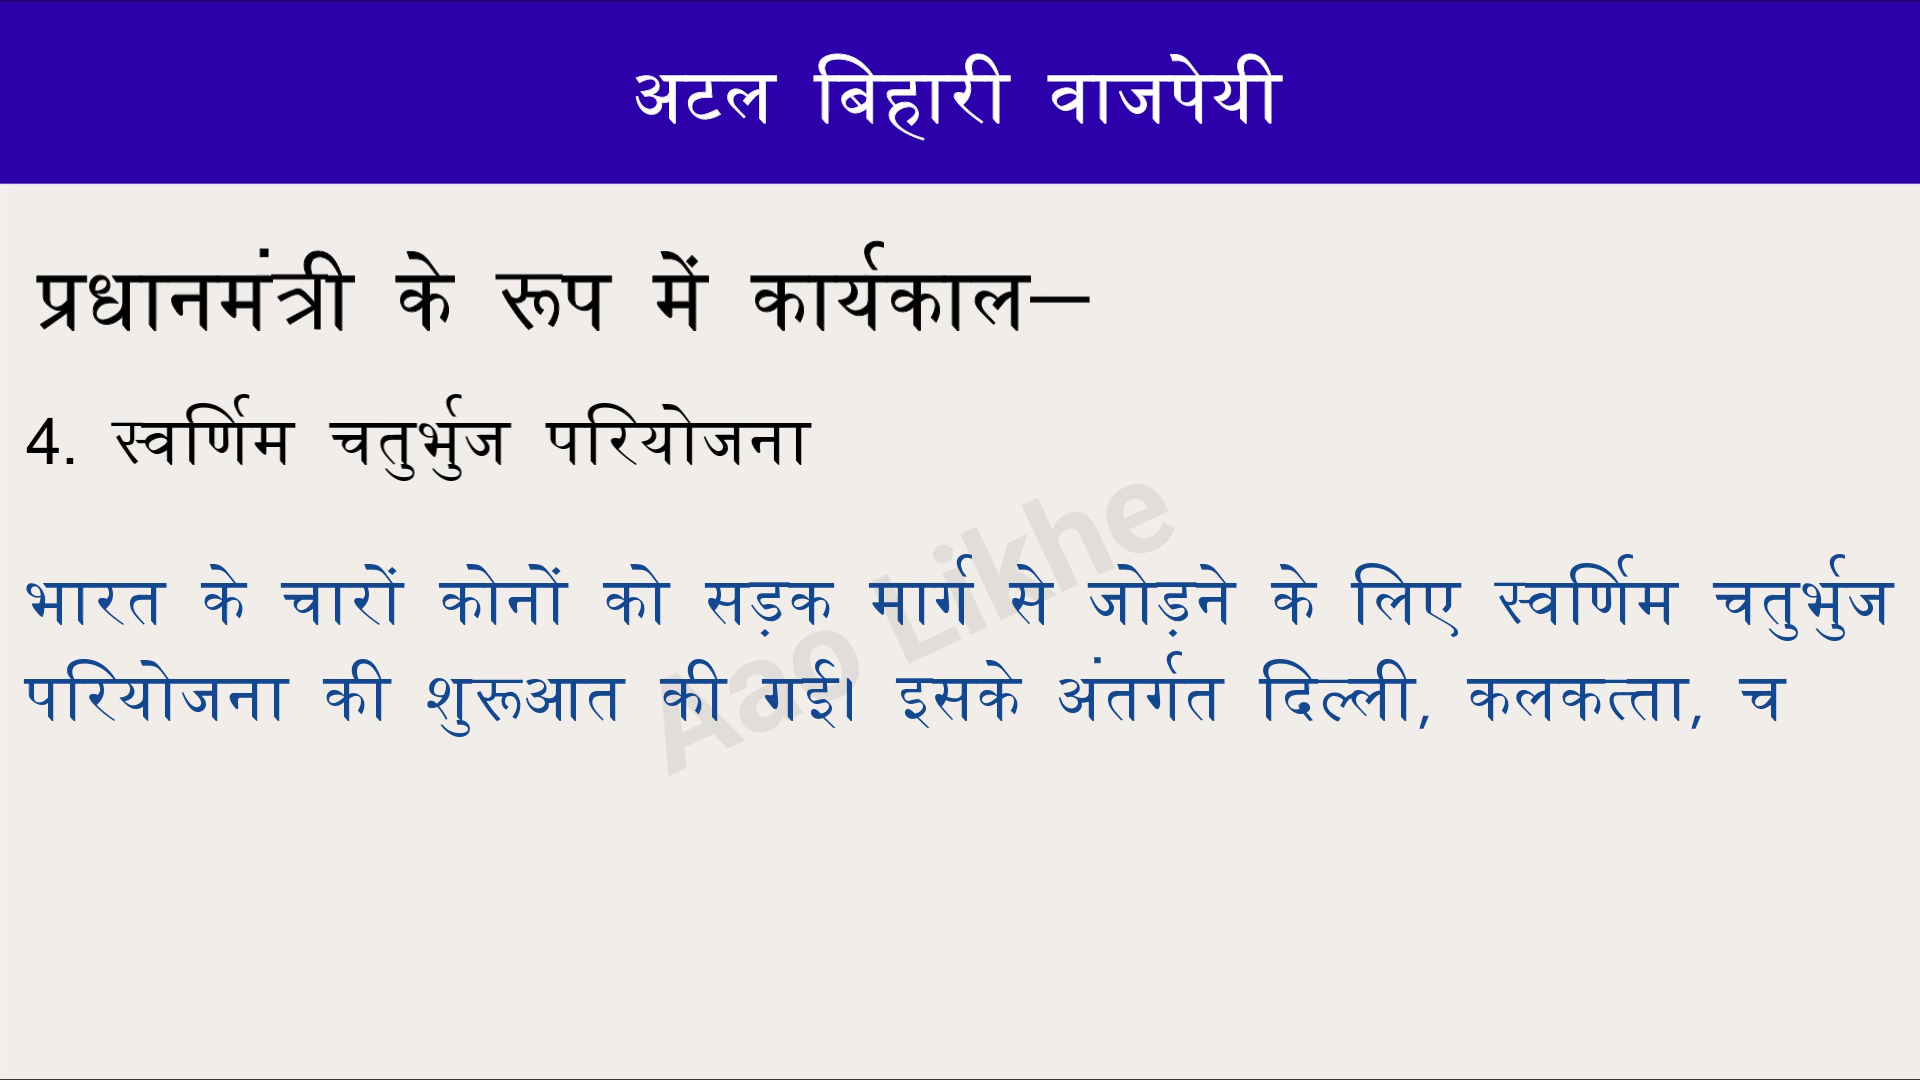 अटल बिहारी वाजपेयी
प्रधानमंत्री के रूप में कार्यकाल–
4. स्वर्णिम चतुर्भुज परियोजना
भारत के चारों कोनों को सड़क मार्ग से जोड़ने के लिए स्वर्णिम चतुर्भुज
परियोजना की शुरूआत की गई। इसके अंतर्गत दिल्ली, कलकत्ता, च
Aao Likhe